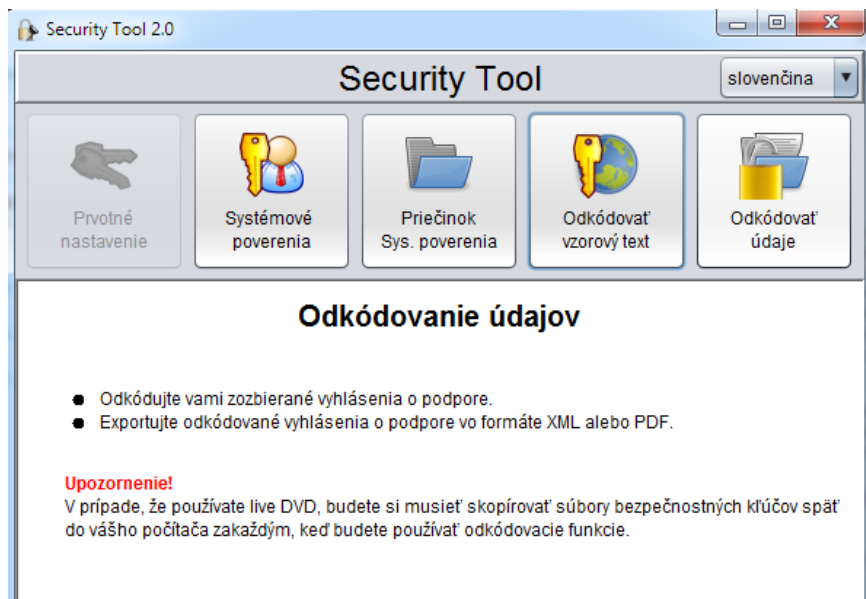 Security Tool 2.0
Security Tool
slovenčina
Prvotné
nastavenie
Systémové
poverenia
Priečinok
Sys. poverenia
Odkódovať
vzorový text
Odkódovať
údaje
Odkódovanie údajov
Odkódujte vami zozbierané vyhlásenia o podpore.
Exportujte odkódované vyhlásenia o podpore vo formáte XML alebo PDF.
Upozornenie!
V prípade, že používate live DVD, budete si musieť skopírovať súbory bezpečnostných kľúčov späť
do vášho počítača zakaždým, keď budete používať odkódovacie funkcie.